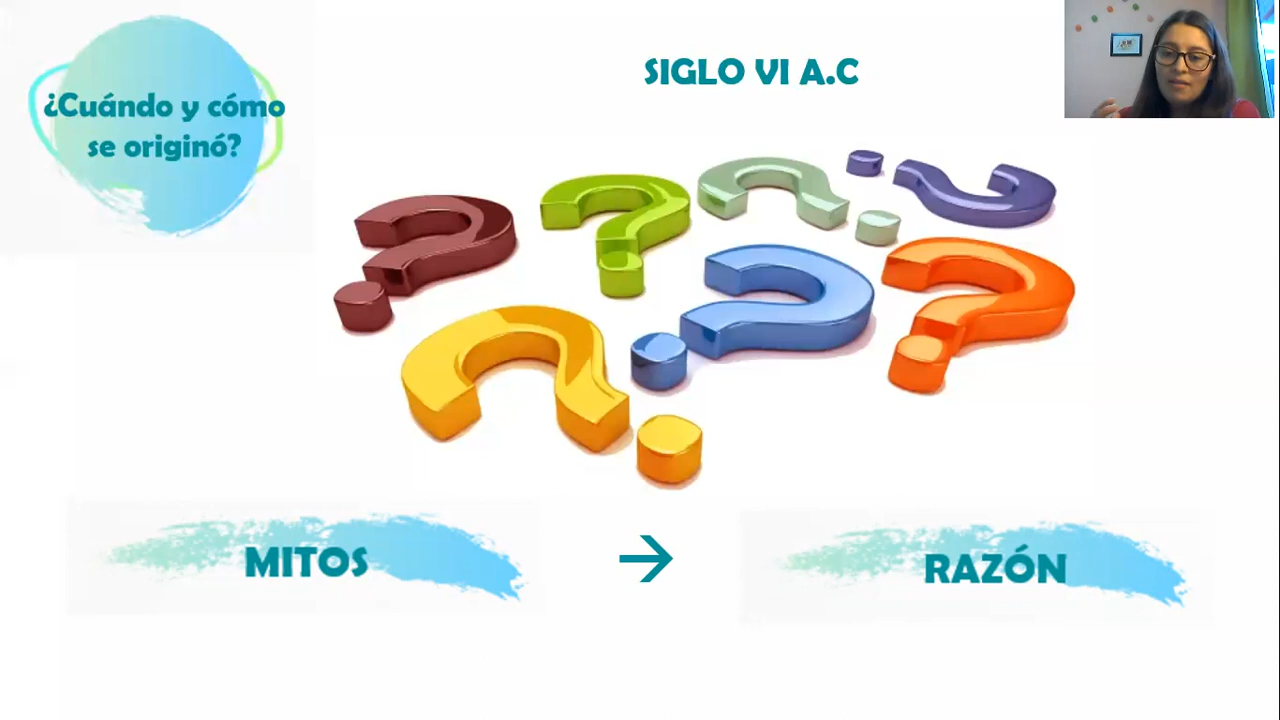 ¿Cuándo y cómo
se originó?
SIGLO VI A.C
MITOS
→
RAZÓN